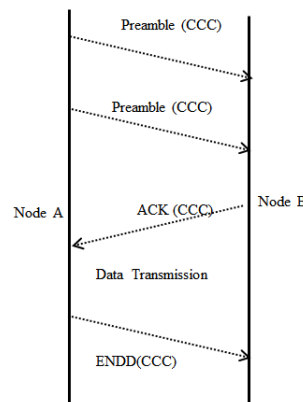 Preamble (CCC)
Preamble (CCC)
Node A
ACK (CCC)
Node B
Data Transmission
ENDD(CCC)